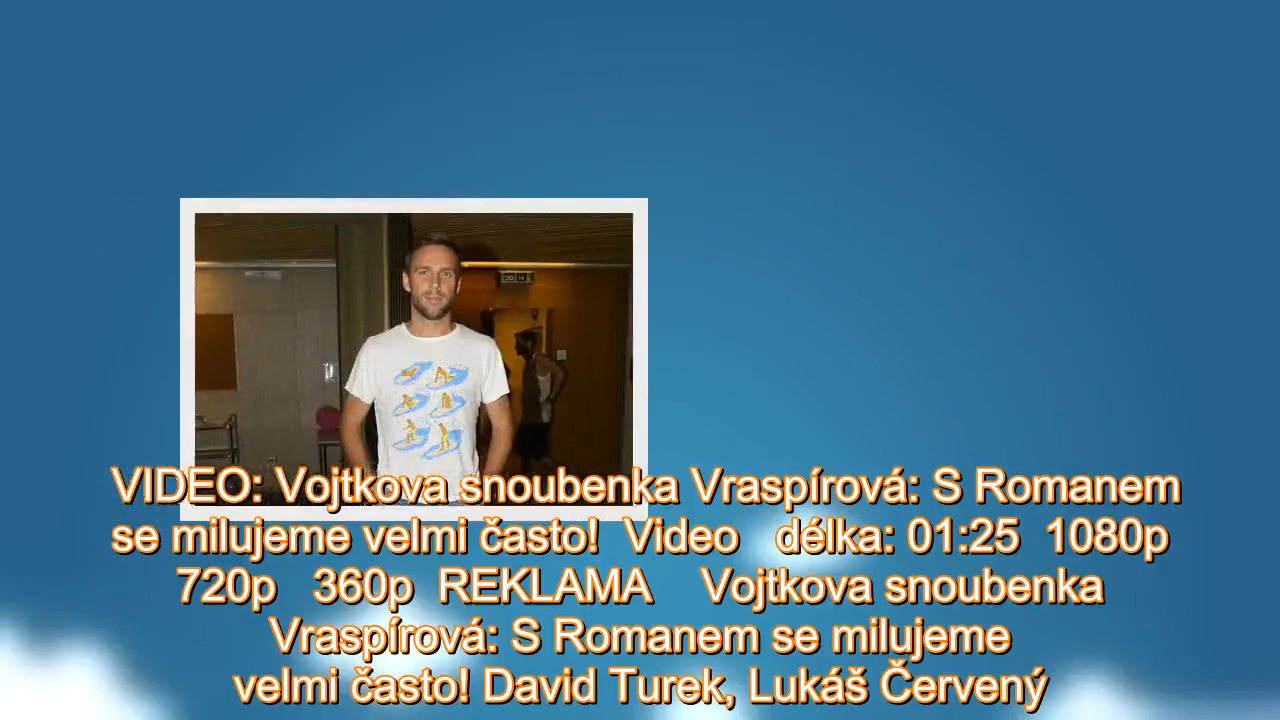 VIDEO: Vojtkova snoubenka Vraspírová: S Romanem
se milujeme velmi často! Video délka: 01:25 1080p
720p 360p REKLAMA Vojtkova snoubenka
Vraspírová: S Romanem se milujeme
velmi často! David Turek, Lukáš Červený